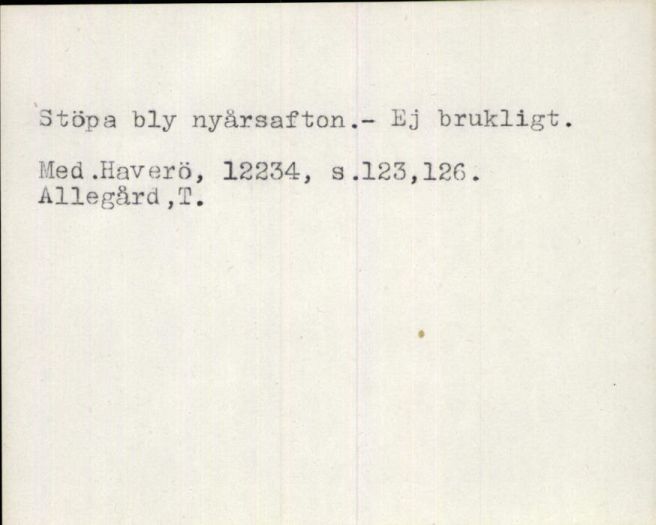 Stöpa bly nyårsafton.- Ej brukligt.
Med.Haverö, 12234, s.123,126.
Allegård,T.